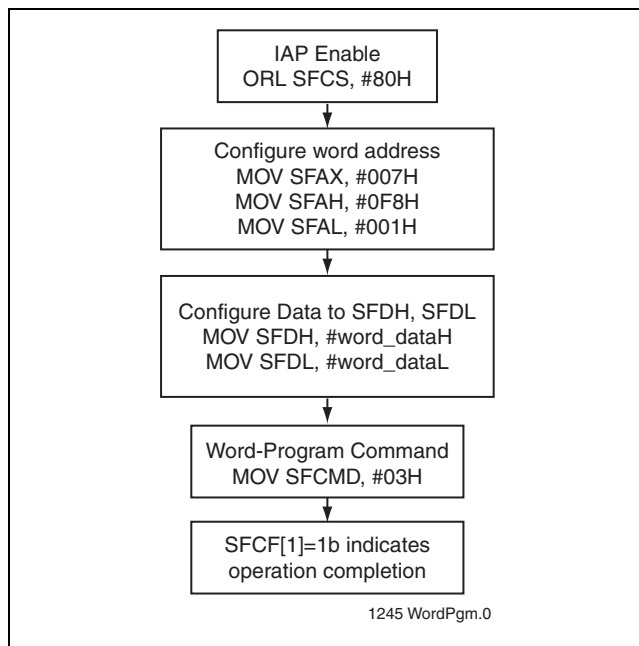 IAP Enable
ORL SFCS, #80H
Configure word address
MOV SFAX, #007H
MOV SFAH, #0F8H
MOV SFAL, #001H
Configure Data to SFDH, SFDL
MOV SFDH, #word_dataH
MOV SFDL, #word_dataL
Word-Program Command
MOV SFCMD, #03H
SFCF[1]=1b indicates
operation completion
1245 WordPgm.0